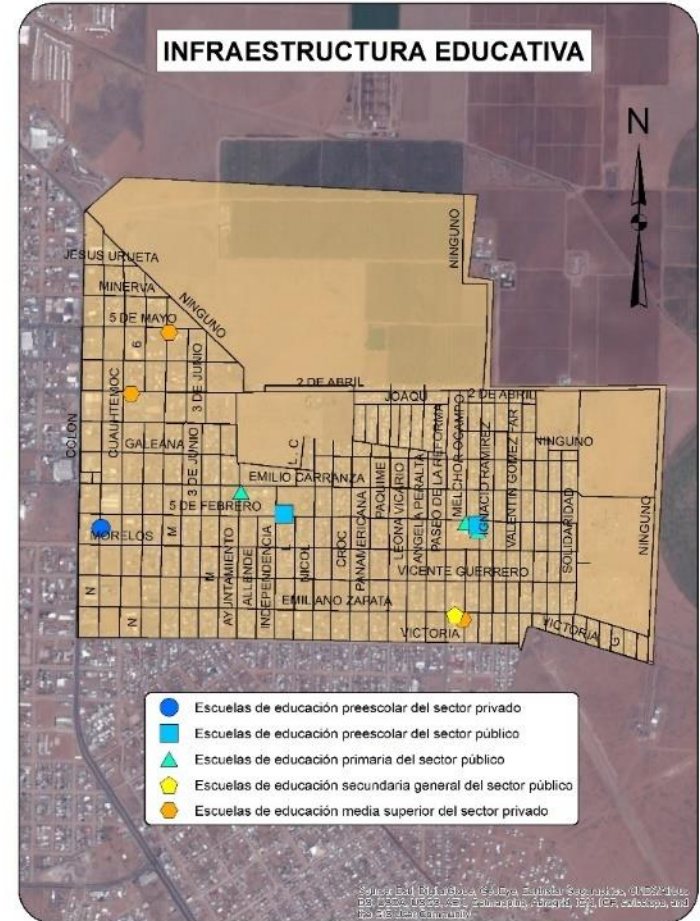 INFRAESTRUCTURA EDUCATIVA
N
NINGUNO
JESUS URUETA
MINERVA
NINGUNO
5 DE MAYO
6
3 DE JUNIO
2 DE ABRIL
2 DE ABRIL
JOAQU
CUAUHTEMOC
COLON
GALEANA
3 DE JUNIO
L C
NINGUNO
EMILIO CARRANZA
5 DE FEBRERO
MORELOS
M
M
AYUNTAMIENTO
ALLENDE
INDEPENDENCIA
L
NICOL
CROC
PANAMERICANA
PAQUIME
LEONA VICARIO
ANGELA PERALTA
PASEO DE LA REFORMA
MELCHOR OCAMPO
IGNACIO RAMIREZ
VALENTIN GOMEZ FAR
SOLIDARIDAD
NINGUNO
VICENTE GUERRERO
N
N
EMILIANO ZAPATA
VICTORIA
VICTORIA
G
Escuelas de educación preescolar del sector privado
Escuelas de educación preescolar del sector público
Escuelas de educación primaria del sector público
Escuelas de educación secundaria general del sector público
Escuelas de educación media superior del sector privado